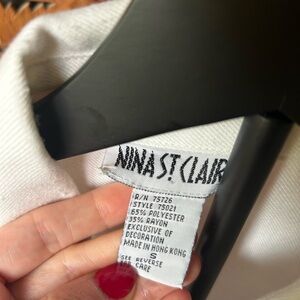 NINA ST. CLAIR
R/N 75726
STYLE 75021
65% POLYESTER
35% RAYON
EXCLUSIVE OF
DECORATION
MADE IN HONG KONG
S
SEE REVERSE
FOR CARE